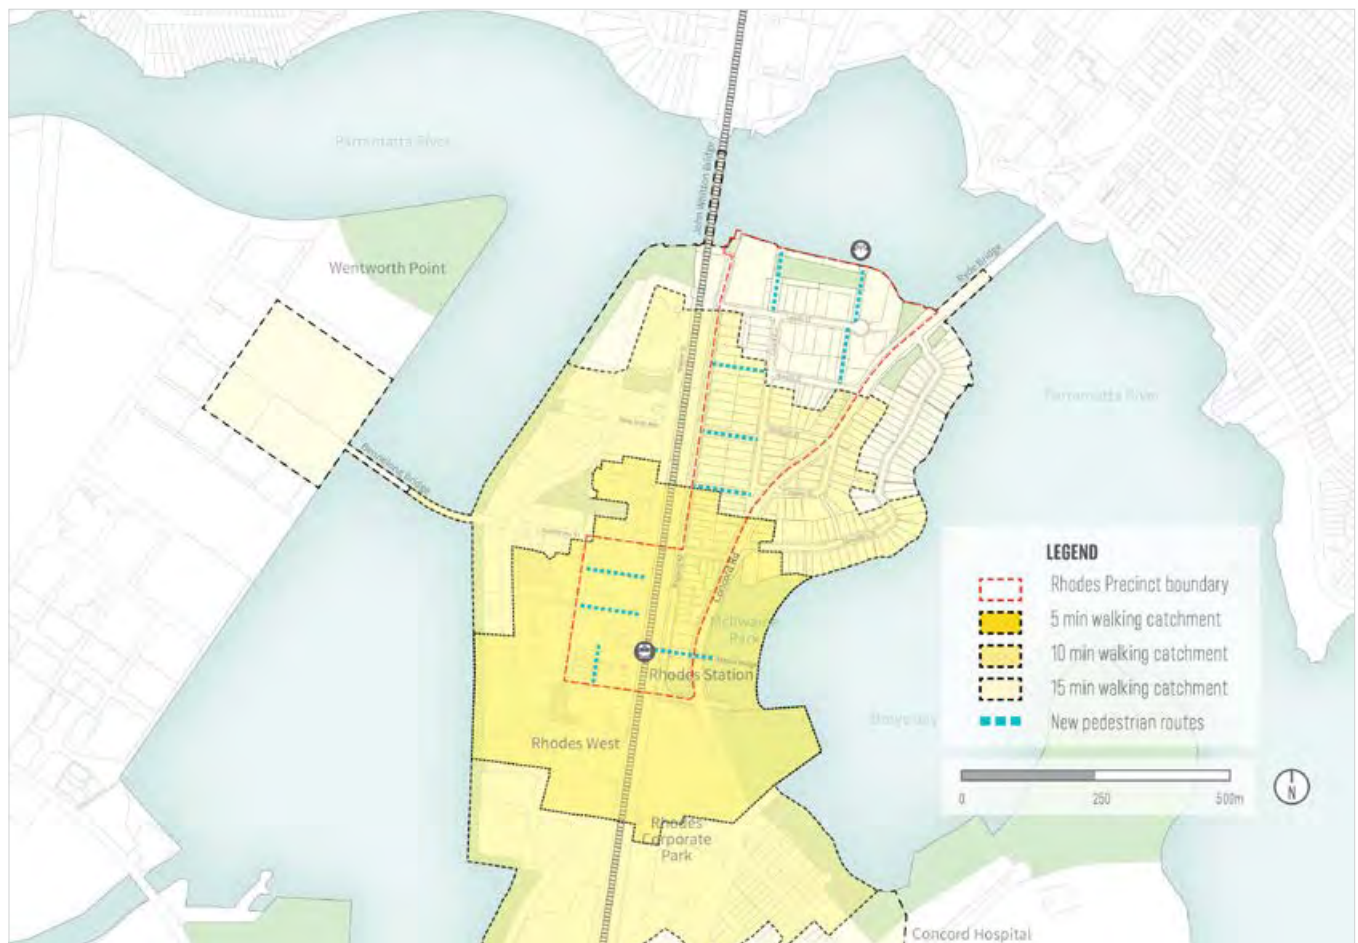 Parramatta River
John Whitton Bridge
Ryde Bridge
Wentworth Point
Parramatta River
Bennelong Bridge
Concord Rd
McIlwaine
Park
Rhodes Station
Rhodes West
Rhodes
Corporate
Park
Concord Hospital
LEGEND
Rhodes Precinct boundary
5 min walking catchment
10 min walking catchment
15 min walking catchment
New pedestrian routes
0 250 500m
N